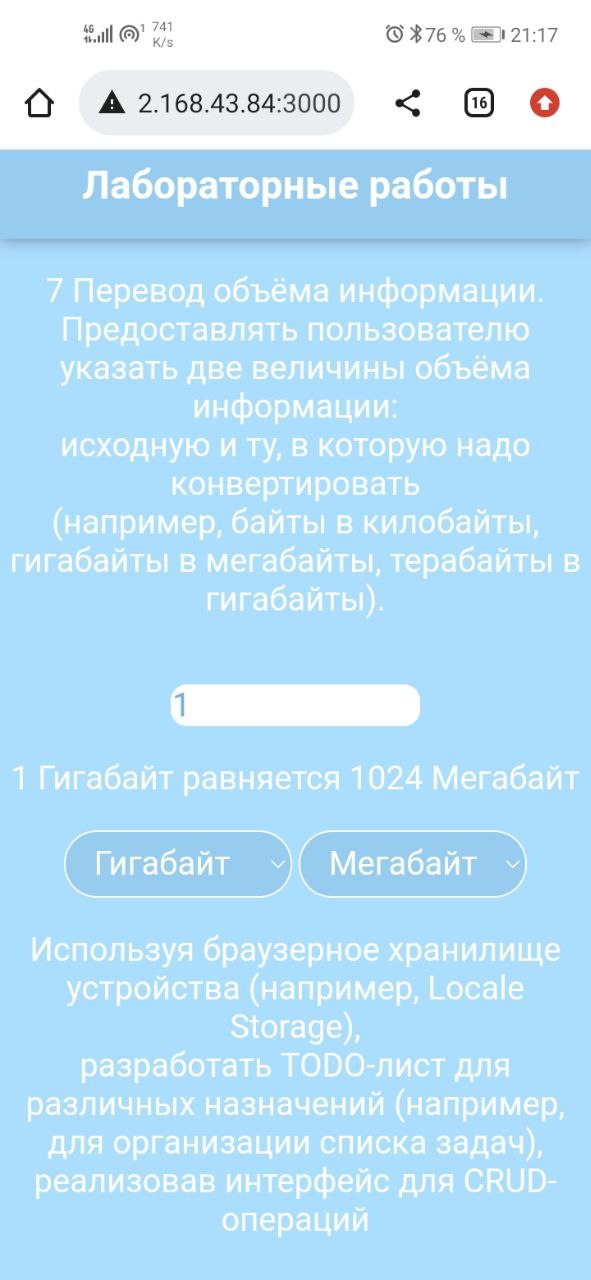 4G 1 741 K/s 76 % 21:17
2.168.43.84:3000 16
Лабораторные работы
7 Перевод объёма информации.
Предоставлять пользователю
указать две величины объёма
информации:
исходную и ту, в которую надо
конвертировать
(например, байты в килобайты,
гигабайты в мегабайты, терабайты в
гигабайты).
1
1 Гигабайт равняется 1024 Мегабайт
Гигабайт Мегабайт
Используя браузерное хранилище
устройства (например, Locale
Storage),
разработать TODO-лист для
различных назначений (например,
для организации списка задач),
реализовав интерфейс для CRUD-
операций